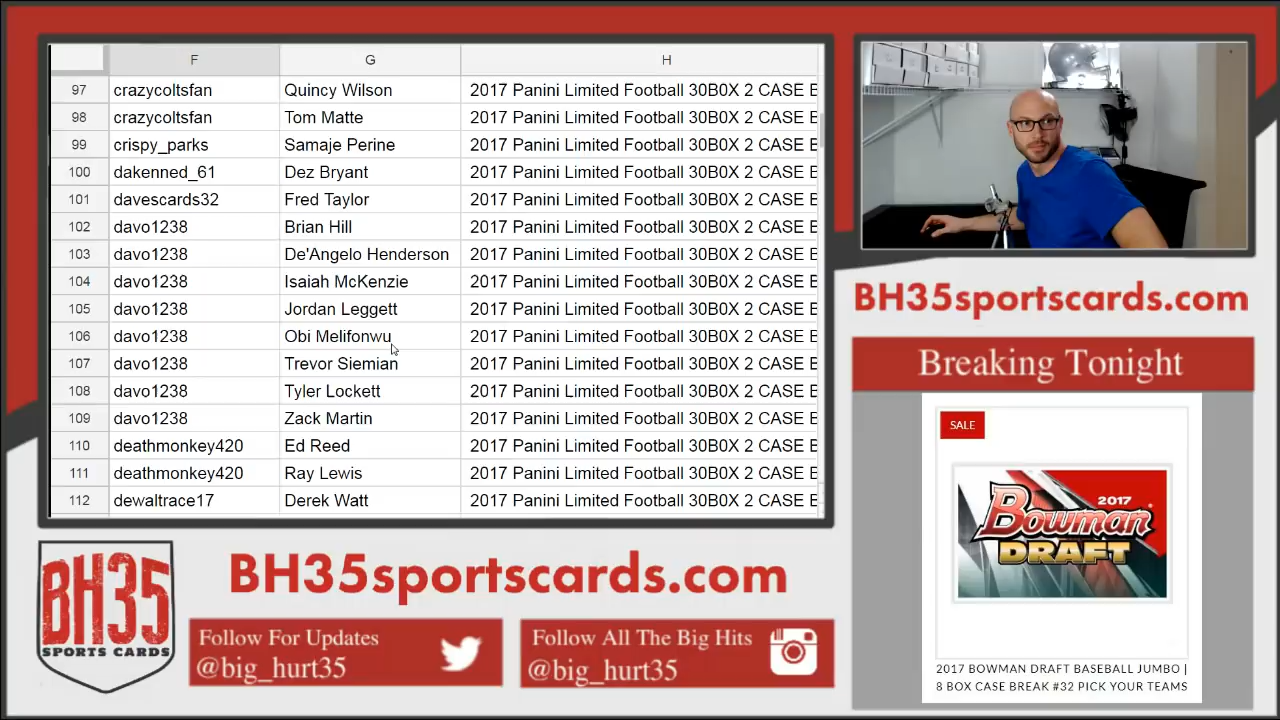 F G H
97 crazycoltsfan Quincy Wilson 2017 Panini Limited Football 30B0X 2 CASE B
98 crazycoltsfan Tom Matte 2017 Panini Limited Football 30B0X 2 CASE B
99 crispy_parks Samaje Perine 2017 Panini Limited Football 30B0X 2 CASE B
100 dakenned_61 Dez Bryant 2017 Panini Limited Football 30B0X 2 CASE B
101 davescards32 Fred Taylor 2017 Panini Limited Football 30B0X 2 CASE B
102 davo1238 Brian Hill 2017 Panini Limited Football 30B0X 2 CASE B
103 davo1238 De'Angelo Henderson 2017 Panini Limited Football 30B0X 2 CASE B
104 davo1238 Isaiah McKenzie 2017 Panini Limited Football 30B0X 2 CASE B
105 davo1238 Jordan Leggett 2017 Panini Limited Football 30B0X 2 CASE B
106 davo1238 Obi Melifonwu 2017 Panini Limited Football 30B0X 2 CASE B
107 davo1238 Trevor Siemian 2017 Panini Limited Football 30B0X 2 CASE B
108 davo1238 Tyler Lockett 2017 Panini Limited Football 30B0X 2 CASE B
109 davo1238 Zack Martin 2017 Panini Limited Football 30B0X 2 CASE B
110 deathmonkey420 Ed Reed 2017 Panini Limited Football 30B0X 2 CASE B
111 deathmonkey420 Ray Lewis 2017 Panini Limited Football 30B0X 2 CASE B
112 dewaltrace17 Derek Watt 2017 Panini Limited Football 30B0X 2 CASE B
BH35sportscards.com
Breaking Tonight
SALE
2017
Bowman
DRAFT
2017 BOWMAN DRAFT BASEBALL JUMBO |
8 BOX CASE BREAK #32 PICK YOUR TEAMS
BH35
SPORTS CARDS
BH35sportscards.com
Follow For Updates
@big_hurt35
Follow All The Big Hits
@big_hurt35